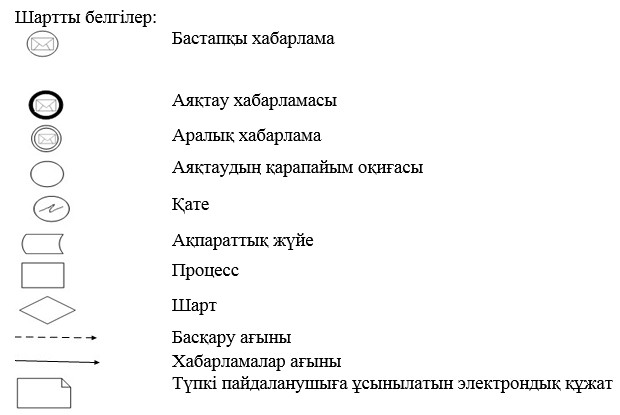 Шартты белгілер:
Бастапқы хабарлама
Аяқтау хабарламасы
Аралық хабарлама
Аяқтаудың қарапайым оқиғасы
Қате
Ақпараттық жүйе
Процесс
Шарт
Басқару ағыны
Хабарламалар ағыны
Түпкі пайдаланушыға ұсынылатын электрондық құжат